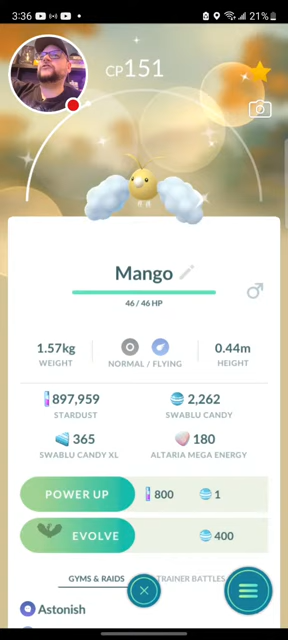 3:36
21%
CP151
Mango
46 / 46 HP
1.57kg
WEIGHT
NORMAL / FLYING
0.44m
HEIGHT
897,959
STARDUST
2,262
SWABLU CANDY
365
SWABLU CANDY XL
180
ALTARIA MEGA ENERGY
POWER UP
800
1
EVOLVE
400
GYMS & RAIDS
TRAINER BATTLES
Astonish